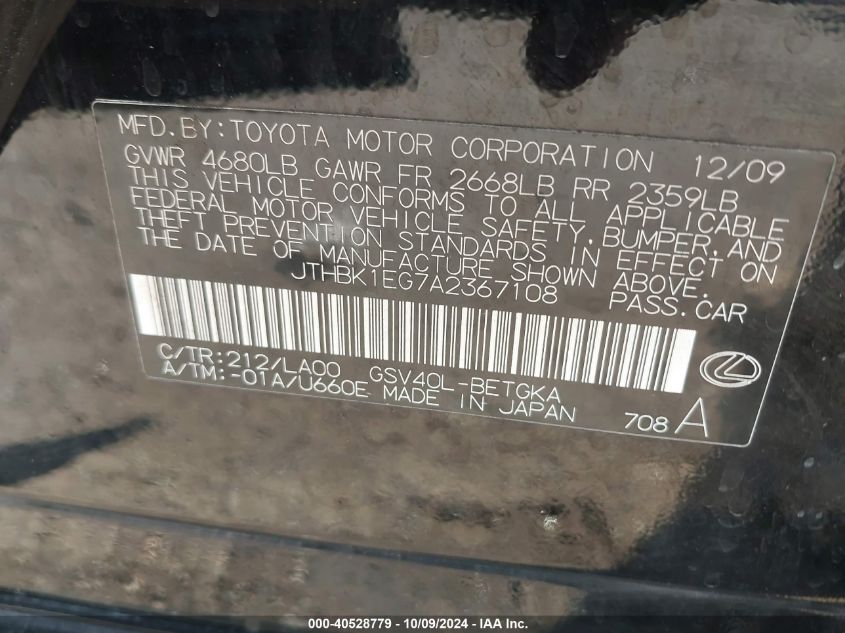 MFD.BY:TOYOTA MOTOR CORPORATION 12/09
GVWR 4680LB GAWR FR 2668LB RR 2359LB
THIS VEHICLE CONFORMS TO ALL APPLICABLE
FEDERAL MOTOR VEHICLE SAFETY,BUMPER,AND
THEFT PREVENTION STANDARDS IN EFFECT ON
THE DATE OF MANUFACTURE SHOWN ABOVE.
JTHBK1EG7A2367108 PASS.CAR
C/TR:212/LA00 GSV40L-BETGKA
A/TM:-01A/U660E MADE IN JAPAN 708 A
000-40528779 - 10/09/2024 - IAA Inc.